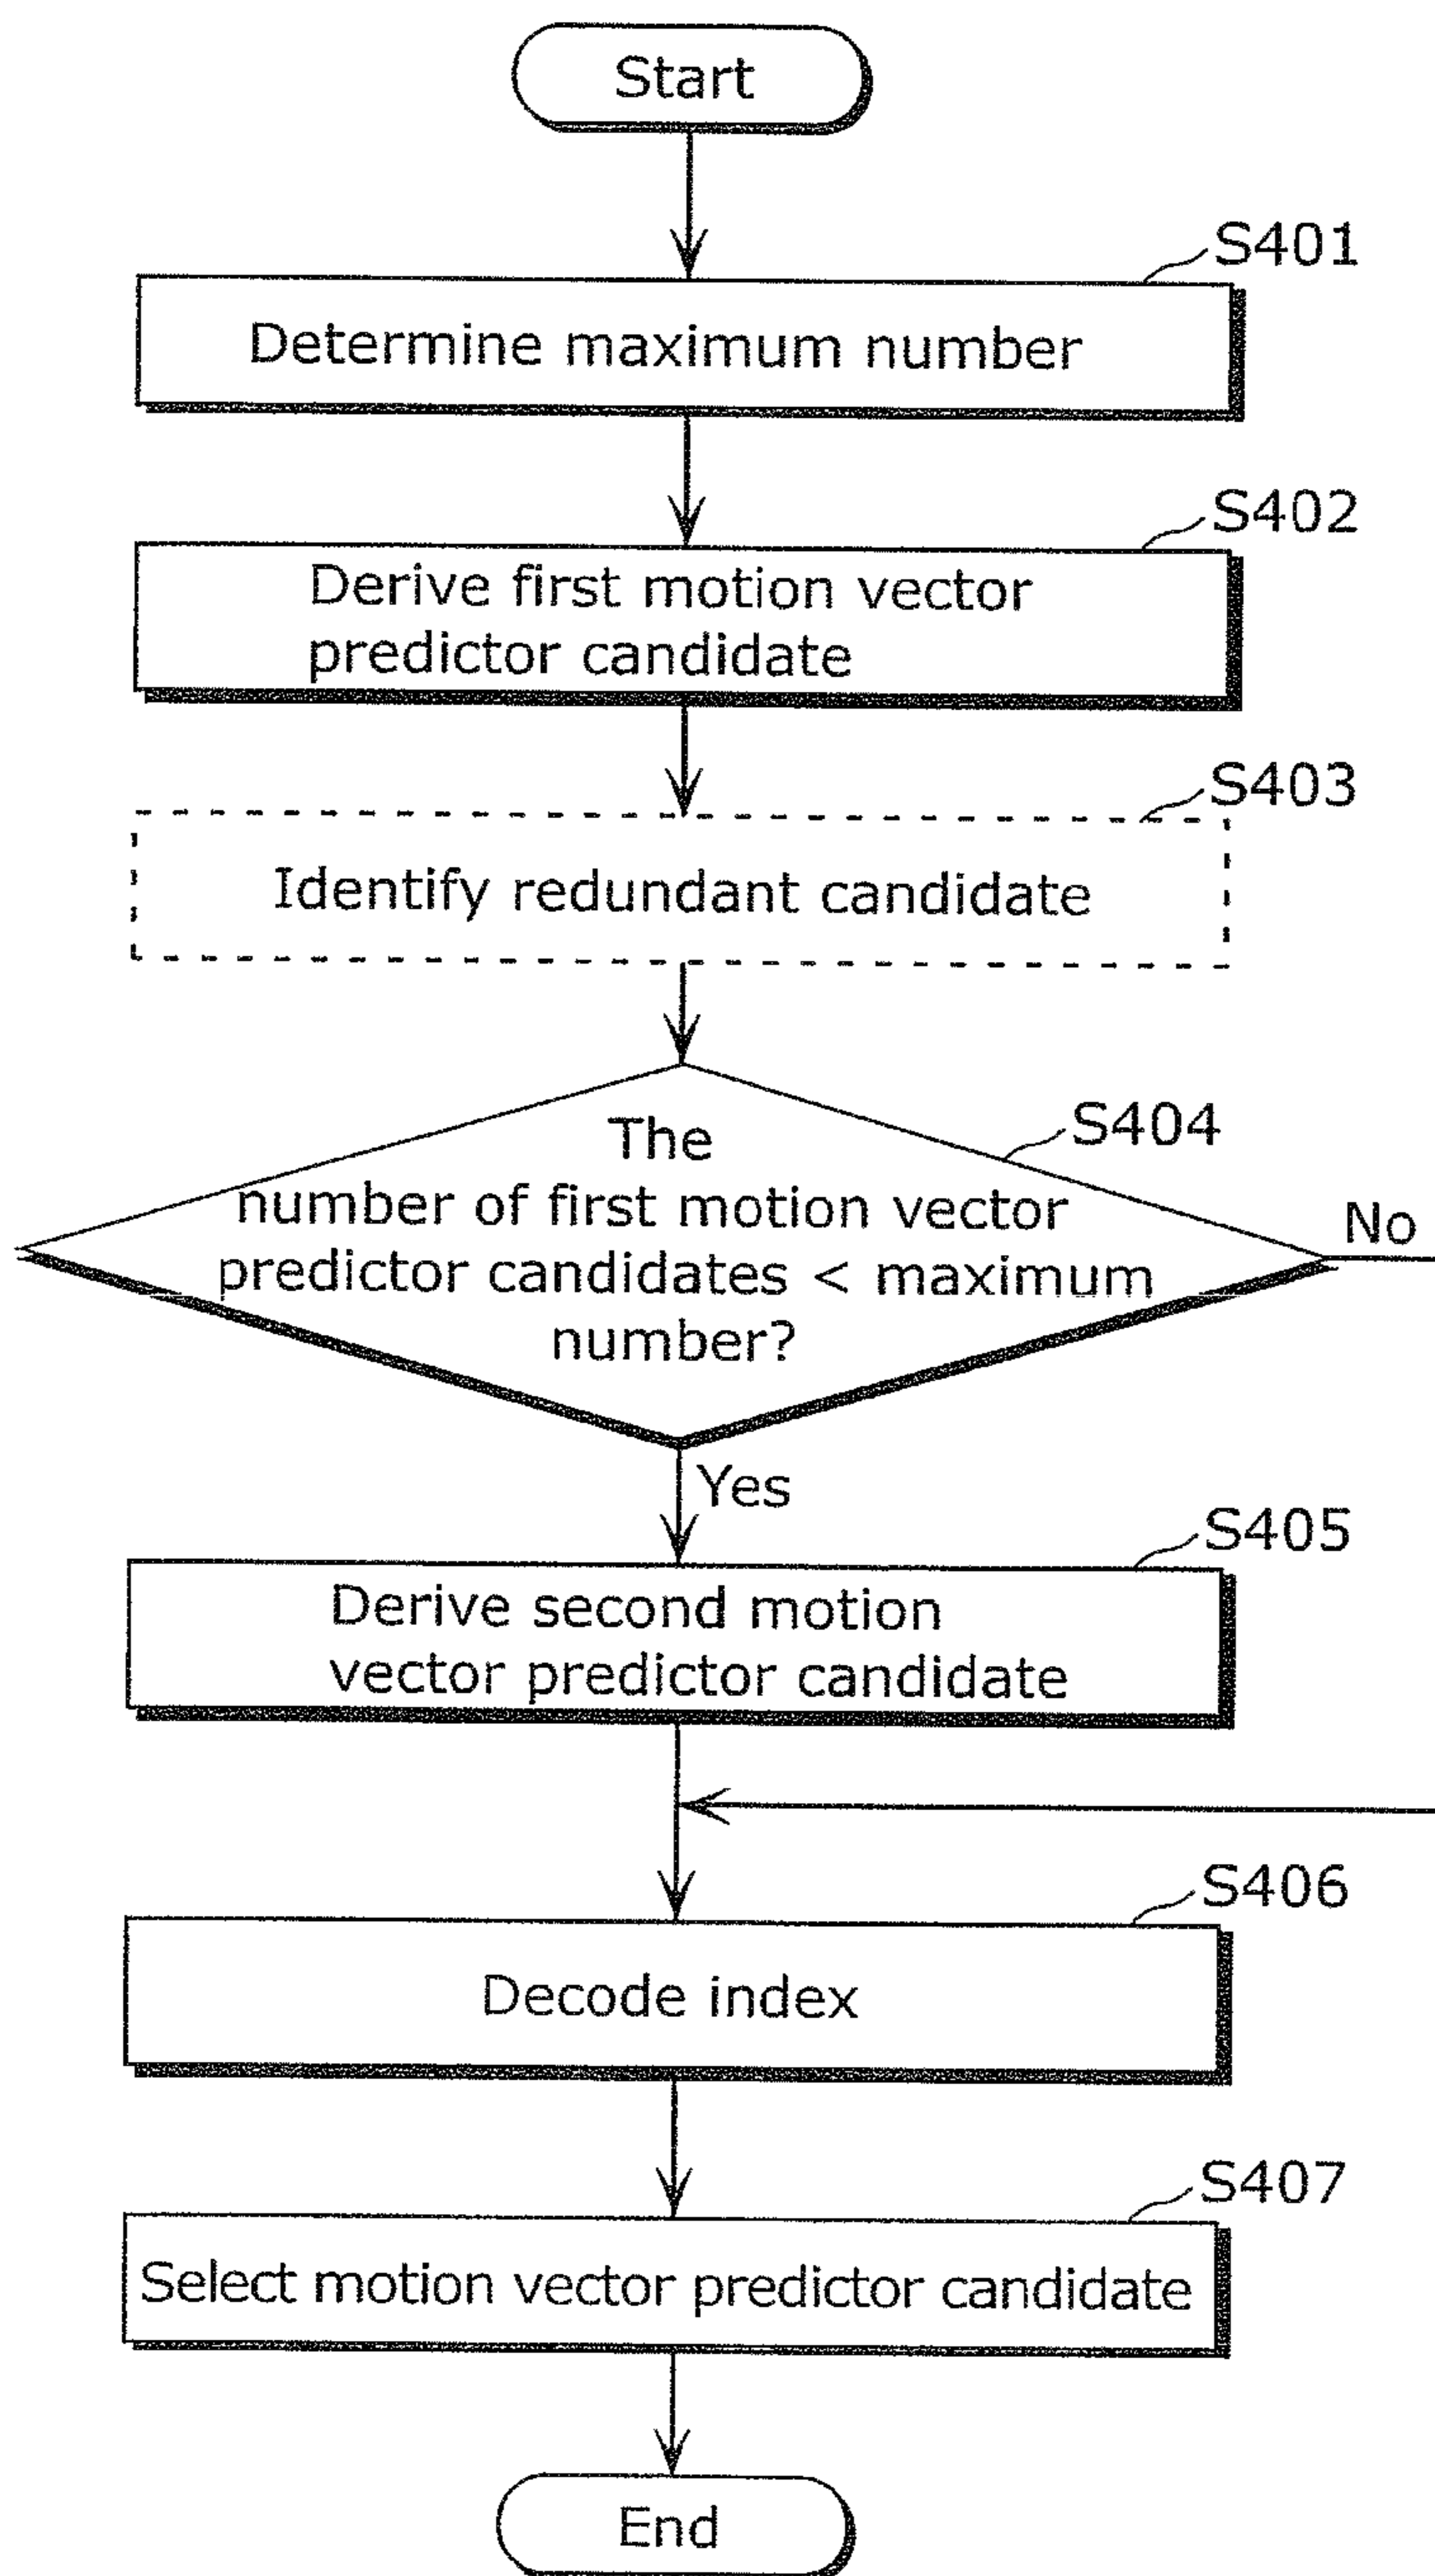 Start
S401
Determine maximum number
S402
Derive first motion vector
predictor candidate
S403
Identify redundant candidate
S404
The
number of first motion vector
predictor candidates < maximum
number?
No
Yes
S405
Derive second motion
vector predictor candidate
S406
Decode index
S407
Select motion vector predictor candidate
End